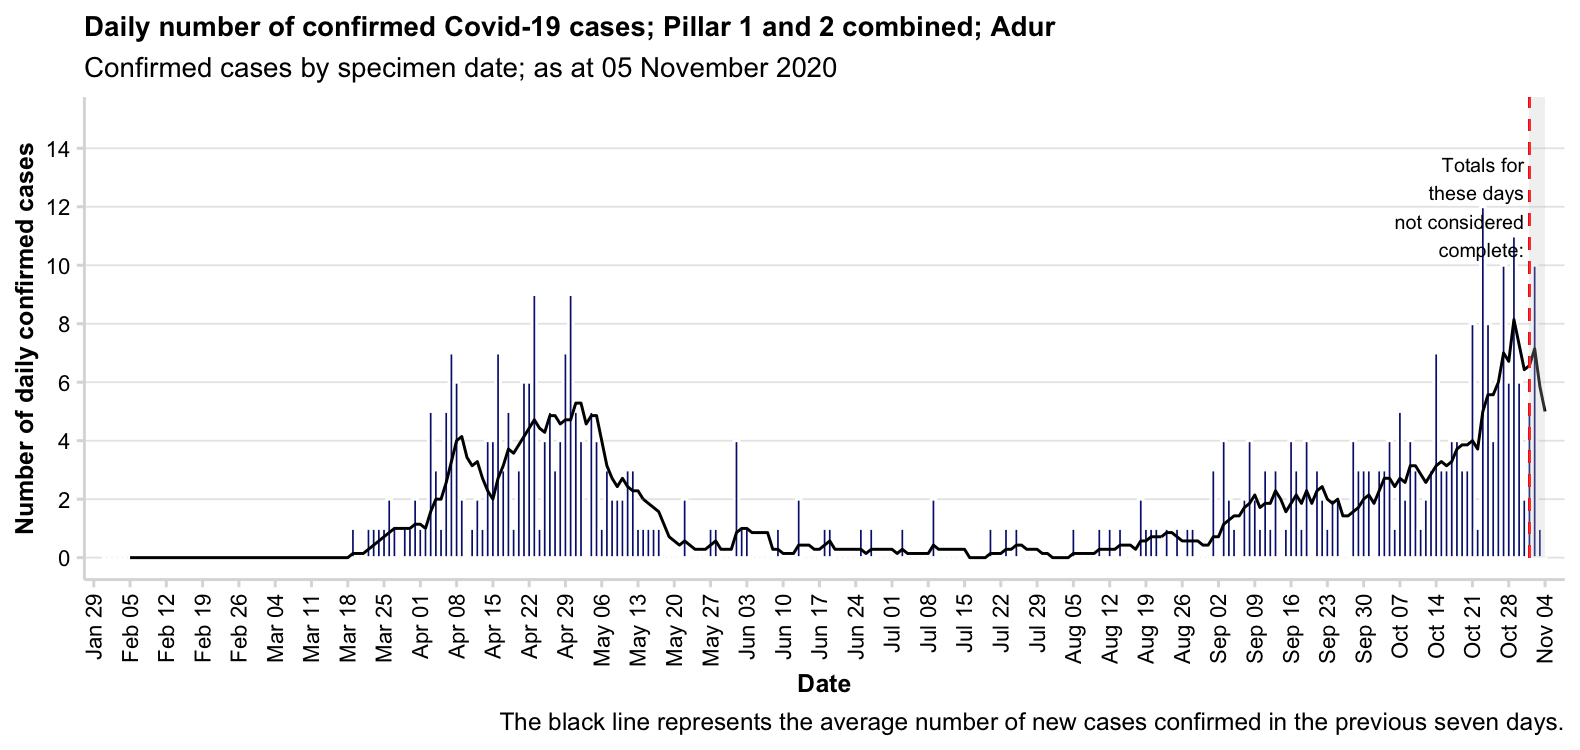 Daily number of confirmed Covid-19 cases; Pillar 1 and 2 combined; Adur
Confirmed cases by specimen date; as at 05 November 2020
Number of daily confirmed cases
14
12
10
8
6
4
2
0
Totals for
these days
not considered
complete:
Jan 29
Feb 05
Feb 12
Feb 19
Feb 26
Mar 04
Mar 11
Mar 18
Mar 25
Apr 01
Apr 08
Apr 15
Apr 22
Apr 29
May 06
May 13
May 20
May 27
Jun 03
Jun 10
Jun 17
Jun 24
Jul 01
Jul 08
Jul 15
Jul 22
Jul 29
Aug 05
Aug 12
Aug 19
Aug 26
Sep 02
Sep 09
Sep 16
Sep 23
Sep 30
Oct 07
Oct 14
Oct 21
Oct 28
Nov 04
Date
The black line represents the average number of new cases confirmed in the previous seven days.